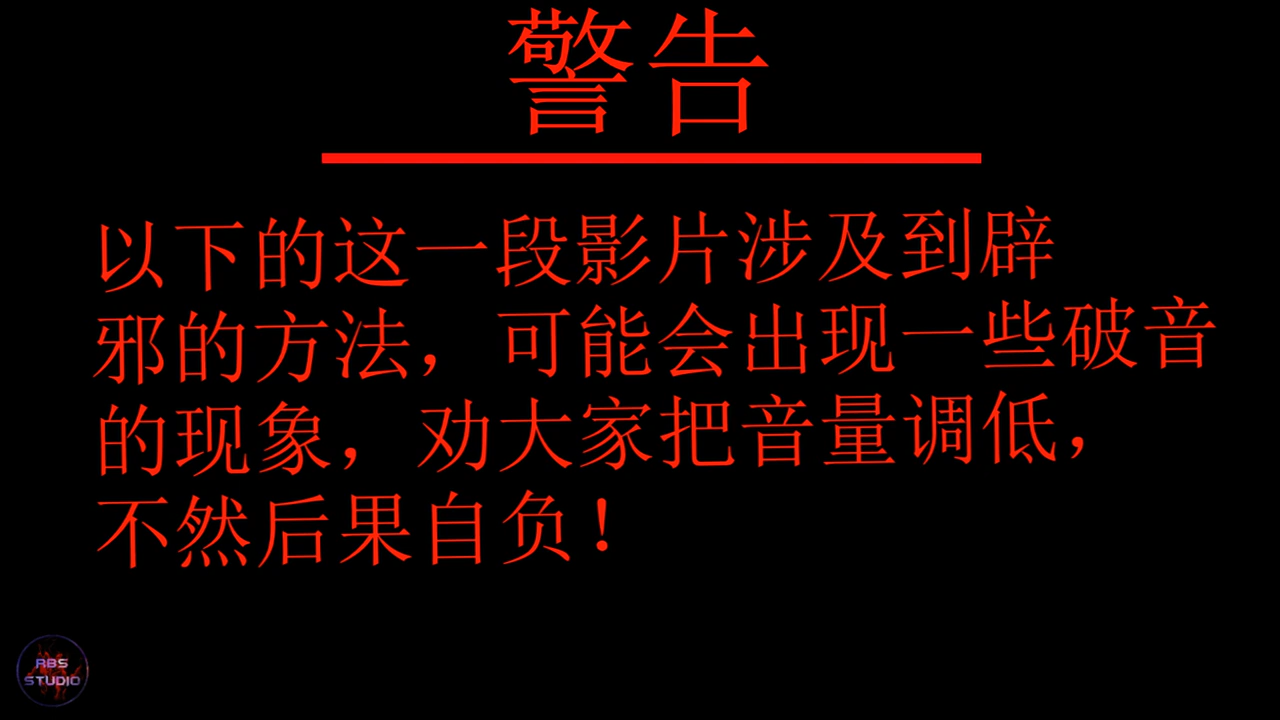 警告
以下的这一段影片涉及到辟
邪的方法，可能会出现一些破音
的现象，劝大家把音量调低，
不然后果自负！
RBS
STUDIO